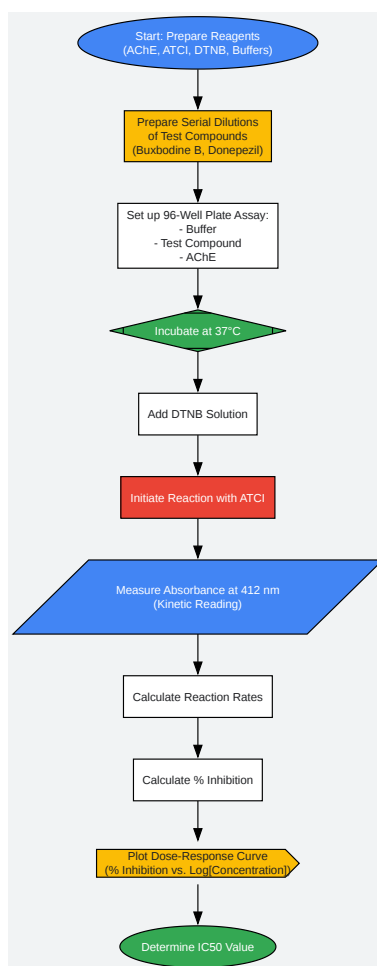 Start: Prepare Reagents
(AChE, ATCI, DTNB, Buffers)
Prepare Serial Dilutions
of Test Compounds
(Buxbodine B, Donepezil)
Set up 96-Well Plate Assay:
- Buffer
- Test Compound
- AChE
Incubate at 37°C
Add DTNB Solution
Initiate Reaction with ATCI
Measure Absorbance at 412 nm
(Kinetic Reading)
Calculate Reaction Rates
Calculate % Inhibition
Plot Dose-Response Curve
(% Inhibition vs. Log[Concentration])
Determine IC50 Value